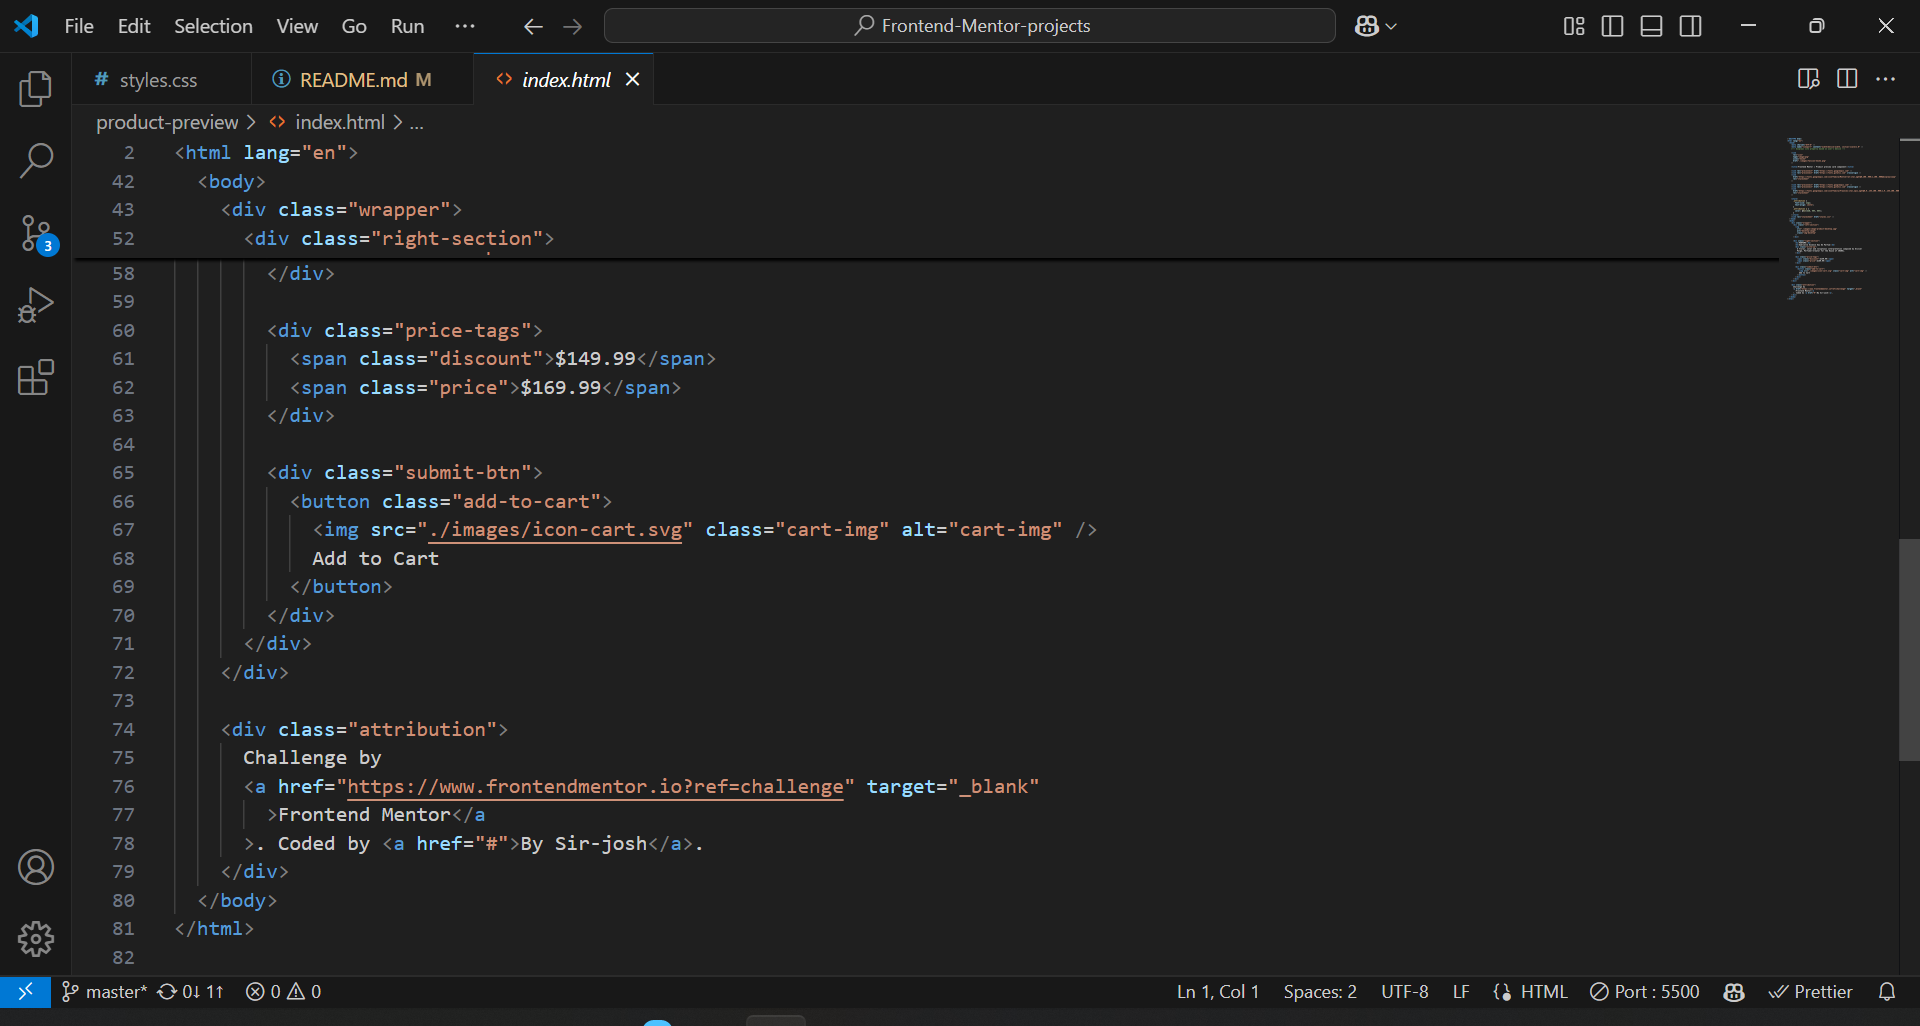 File Edit Selection View Go Run ··· Frontend-Mentor-projects
# styles.css README.md M <> index.html
product-preview > <> index.html > ...
2 <html lang="en">
42 <body>
43 <div class="wrapper">
52 <div class="right-section">
58 </div>
59
60 <div class="price-tags">
61 <span class="discount">$149.99</span>
62 <span class="price">$169.99</span>
63 </div>
64
65 <div class="submit-btn">
66 <button class="add-to-cart">
67 <img src="./images/icon-cart.svg" class="cart-img" alt="cart-img" />
68 Add to Cart
69 </button>
70 </div>
71 </div>
72 </div>
73
74 <div class="attribution">
75 Challenge by
76 <a href="https://www.frontendmentor.io?ref=challenge" target="_blank"
77 >Frontend Mentor</a
78 >. Coded by <a href="#">By Sir-josh</a>.
79 </div>
80 </body>
81 </html>
82
3
master* 0↓ 1↑ 0 0 Ln 1, Col 1 Spaces: 2 UTF-8 LF {} HTML Port : 5500 Prettier